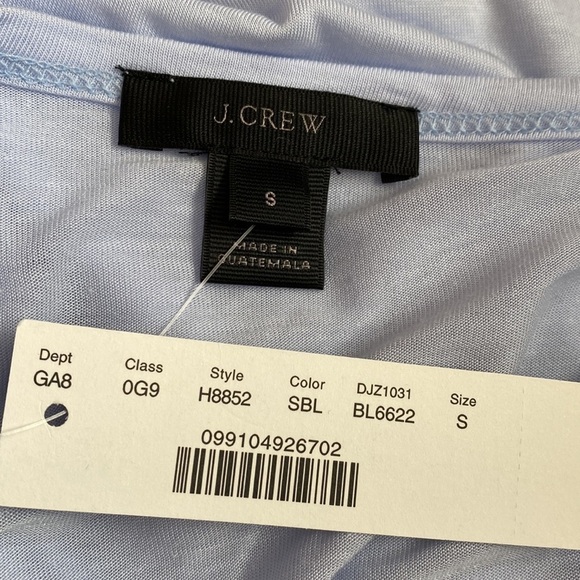 J.CREW
S
MADE IN
GUATEMALA
Dept Class Style Color DJZ1031 Size
GA8 0G9 H8852 SBL BL6622 S
099104926702